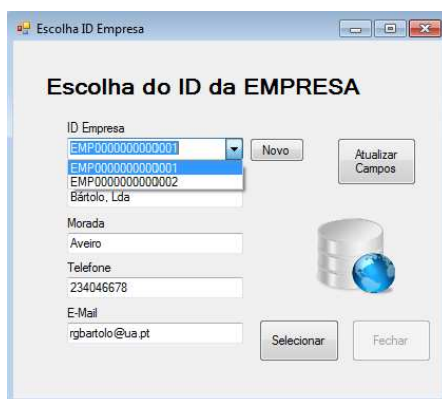 Escolha ID Empresa
Escolha do ID da EMPRESA
ID Empresa
EMP0000000000001
Novo
Atualizar
Campos
EMP0000000000001
EMP0000000000002
Bártolo, Lda
Morada
Aveiro
Telefone
234046678
E-Mail
rgbartolo@ua.pt
Selecionar
Fechar